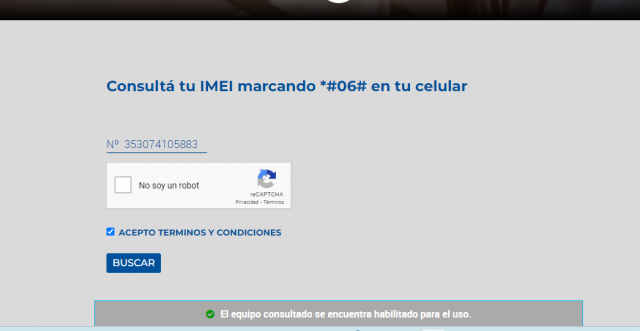 Consultá tu IMEI marcando *#06# en tu celular
Nº 353074105883
No soy un robot
reCAPTCHA
Privacidad - Términos
ACEPTO TERMINOS Y CONDICIONES
BUSCAR
El equipo consultado se encuentra habilitado para el uso.